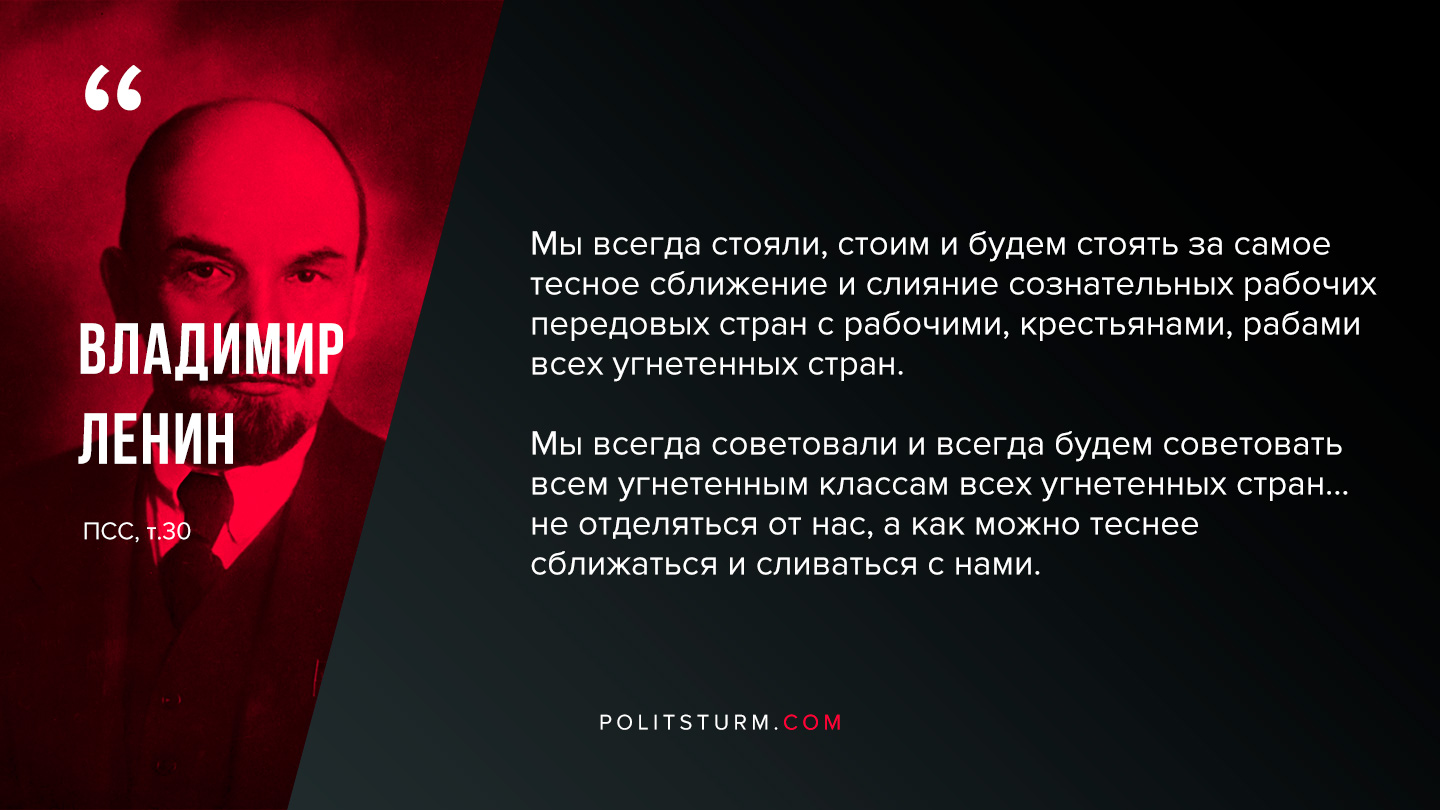 “
ВЛАДИМИР
ЛЕНИН
ПСС, т.30
Мы всегда стояли, стоим и будем стоять за самое
тесное сближение и слияние сознательных рабочих
передовых стран с рабочими, крестьянами, рабами
всех угнетенных стран.
Мы всегда советовали и всегда будем советовать
всем угнетенным классам всех угнетенных стран...
не отделяться от нас, а как можно теснее
сближаться и сливаться с нами.
POLITSTURM.COM